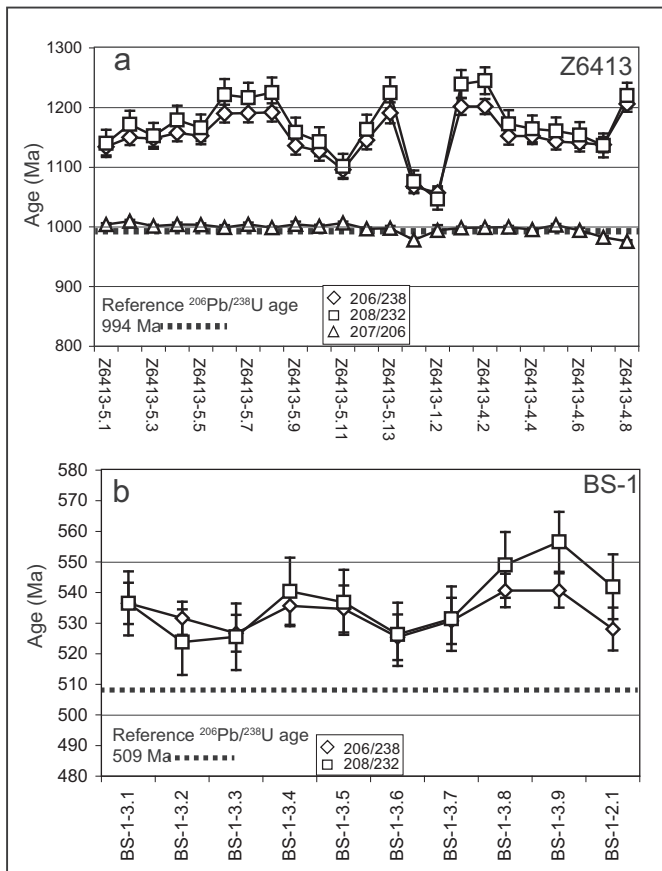 a
Z6413
1300
1200
1100
1000
900
800
Age (Ma)
Reference ²⁰⁶Pb/²³⁸U age
994 Ma
206/238
208/232
207/206
Z6413-5.1
Z6413-5.3
Z6413-5.5
Z6413-5.7
Z6413-5.9
Z6413-5.11
Z6413-5.13
Z6413-1.2
Z6413-4.2
Z6413-4.4
Z6413-4.6
Z6413-4.8
b
BS-1
580
570
560
550
540
530
520
510
500
490
480
Age (Ma)
Reference ²⁰⁶Pb/²³⁸U age
509 Ma
206/238
208/232
BS-1-3.1
BS-1-3.2
BS-1-3.3
BS-1-3.4
BS-1-3.5
BS-1-3.6
BS-1-3.7
BS-1-3.8
BS-1-3.9
BS-1-2.1